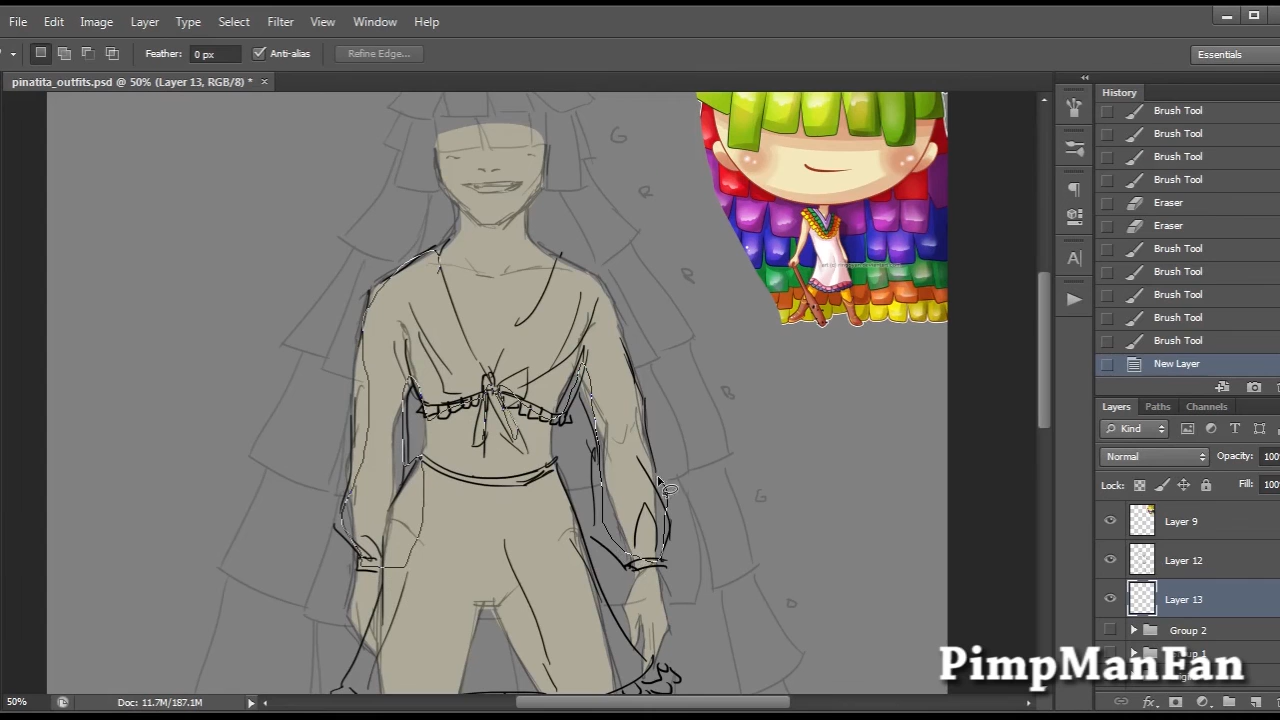 File Edit Image Layer Type Select Filter View Window Help
Feather: 0 px Anti-alias Refine Edge... Essentials
pinatita_outfits.psd @ 50% (Layer 13, RGB/8) * ×
History
Brush Tool
Brush Tool
Brush Tool
Brush Tool
Eraser
Eraser
Brush Tool
Brush Tool
Brush Tool
Brush Tool
Brush Tool
New Layer
Layers Paths Channels
Kind
Normal Opacity: 100
Lock: Fill: 100
Layer 9
Layer 12
Layer 13
Group 2
G
R
B
G
PimpManFan
50% Doc: 11.7M/187.1M